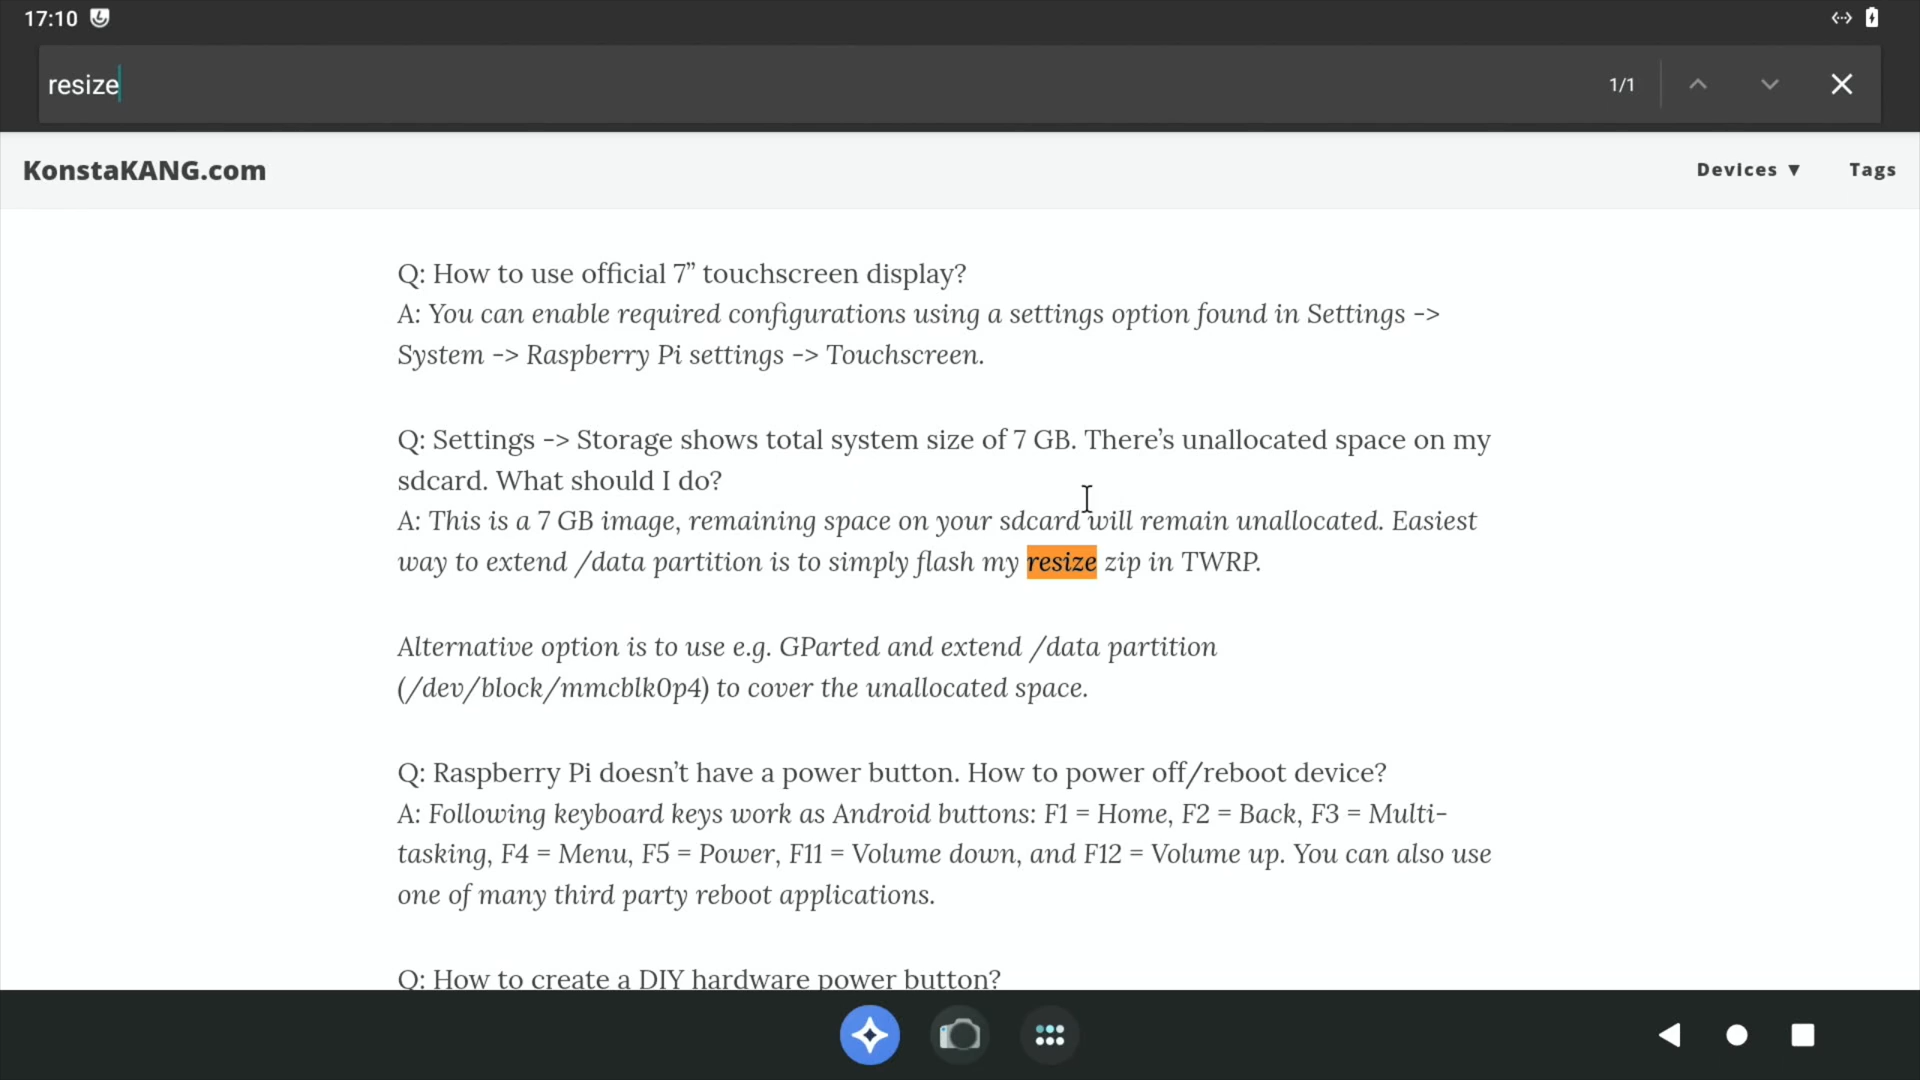 17:10
resize
1/1
KonstaKANG.com
Devices ▼
Tags
Q: How to use official 7” touchscreen display?
A: You can enable required configurations using a settings option found in Settings ->
System -> Raspberry Pi settings -> Touchscreen.
Q: Settings -> Storage shows total system size of 7 GB. There’s unallocated space on my
sdcard. What should I do?
A: This is a 7 GB image, remaining space on your sdcard will remain unallocated. Easiest
way to extend /data partition is to simply flash my resize zip in TWRP.
Alternative option is to use e.g. GParted and extend /data partition
(/dev/block/mmcblk0p4) to cover the unallocated space.
Q: Raspberry Pi doesn’t have a power button. How to power off/reboot device?
A: Following keyboard keys work as Android buttons: F1 = Home, F2 = Back, F3 = Multi-
tasking, F4 = Menu, F5 = Power, F11 = Volume down, and F12 = Volume up. You can also use
one of many third party reboot applications.
Q: How to create a DIY hardware power button?